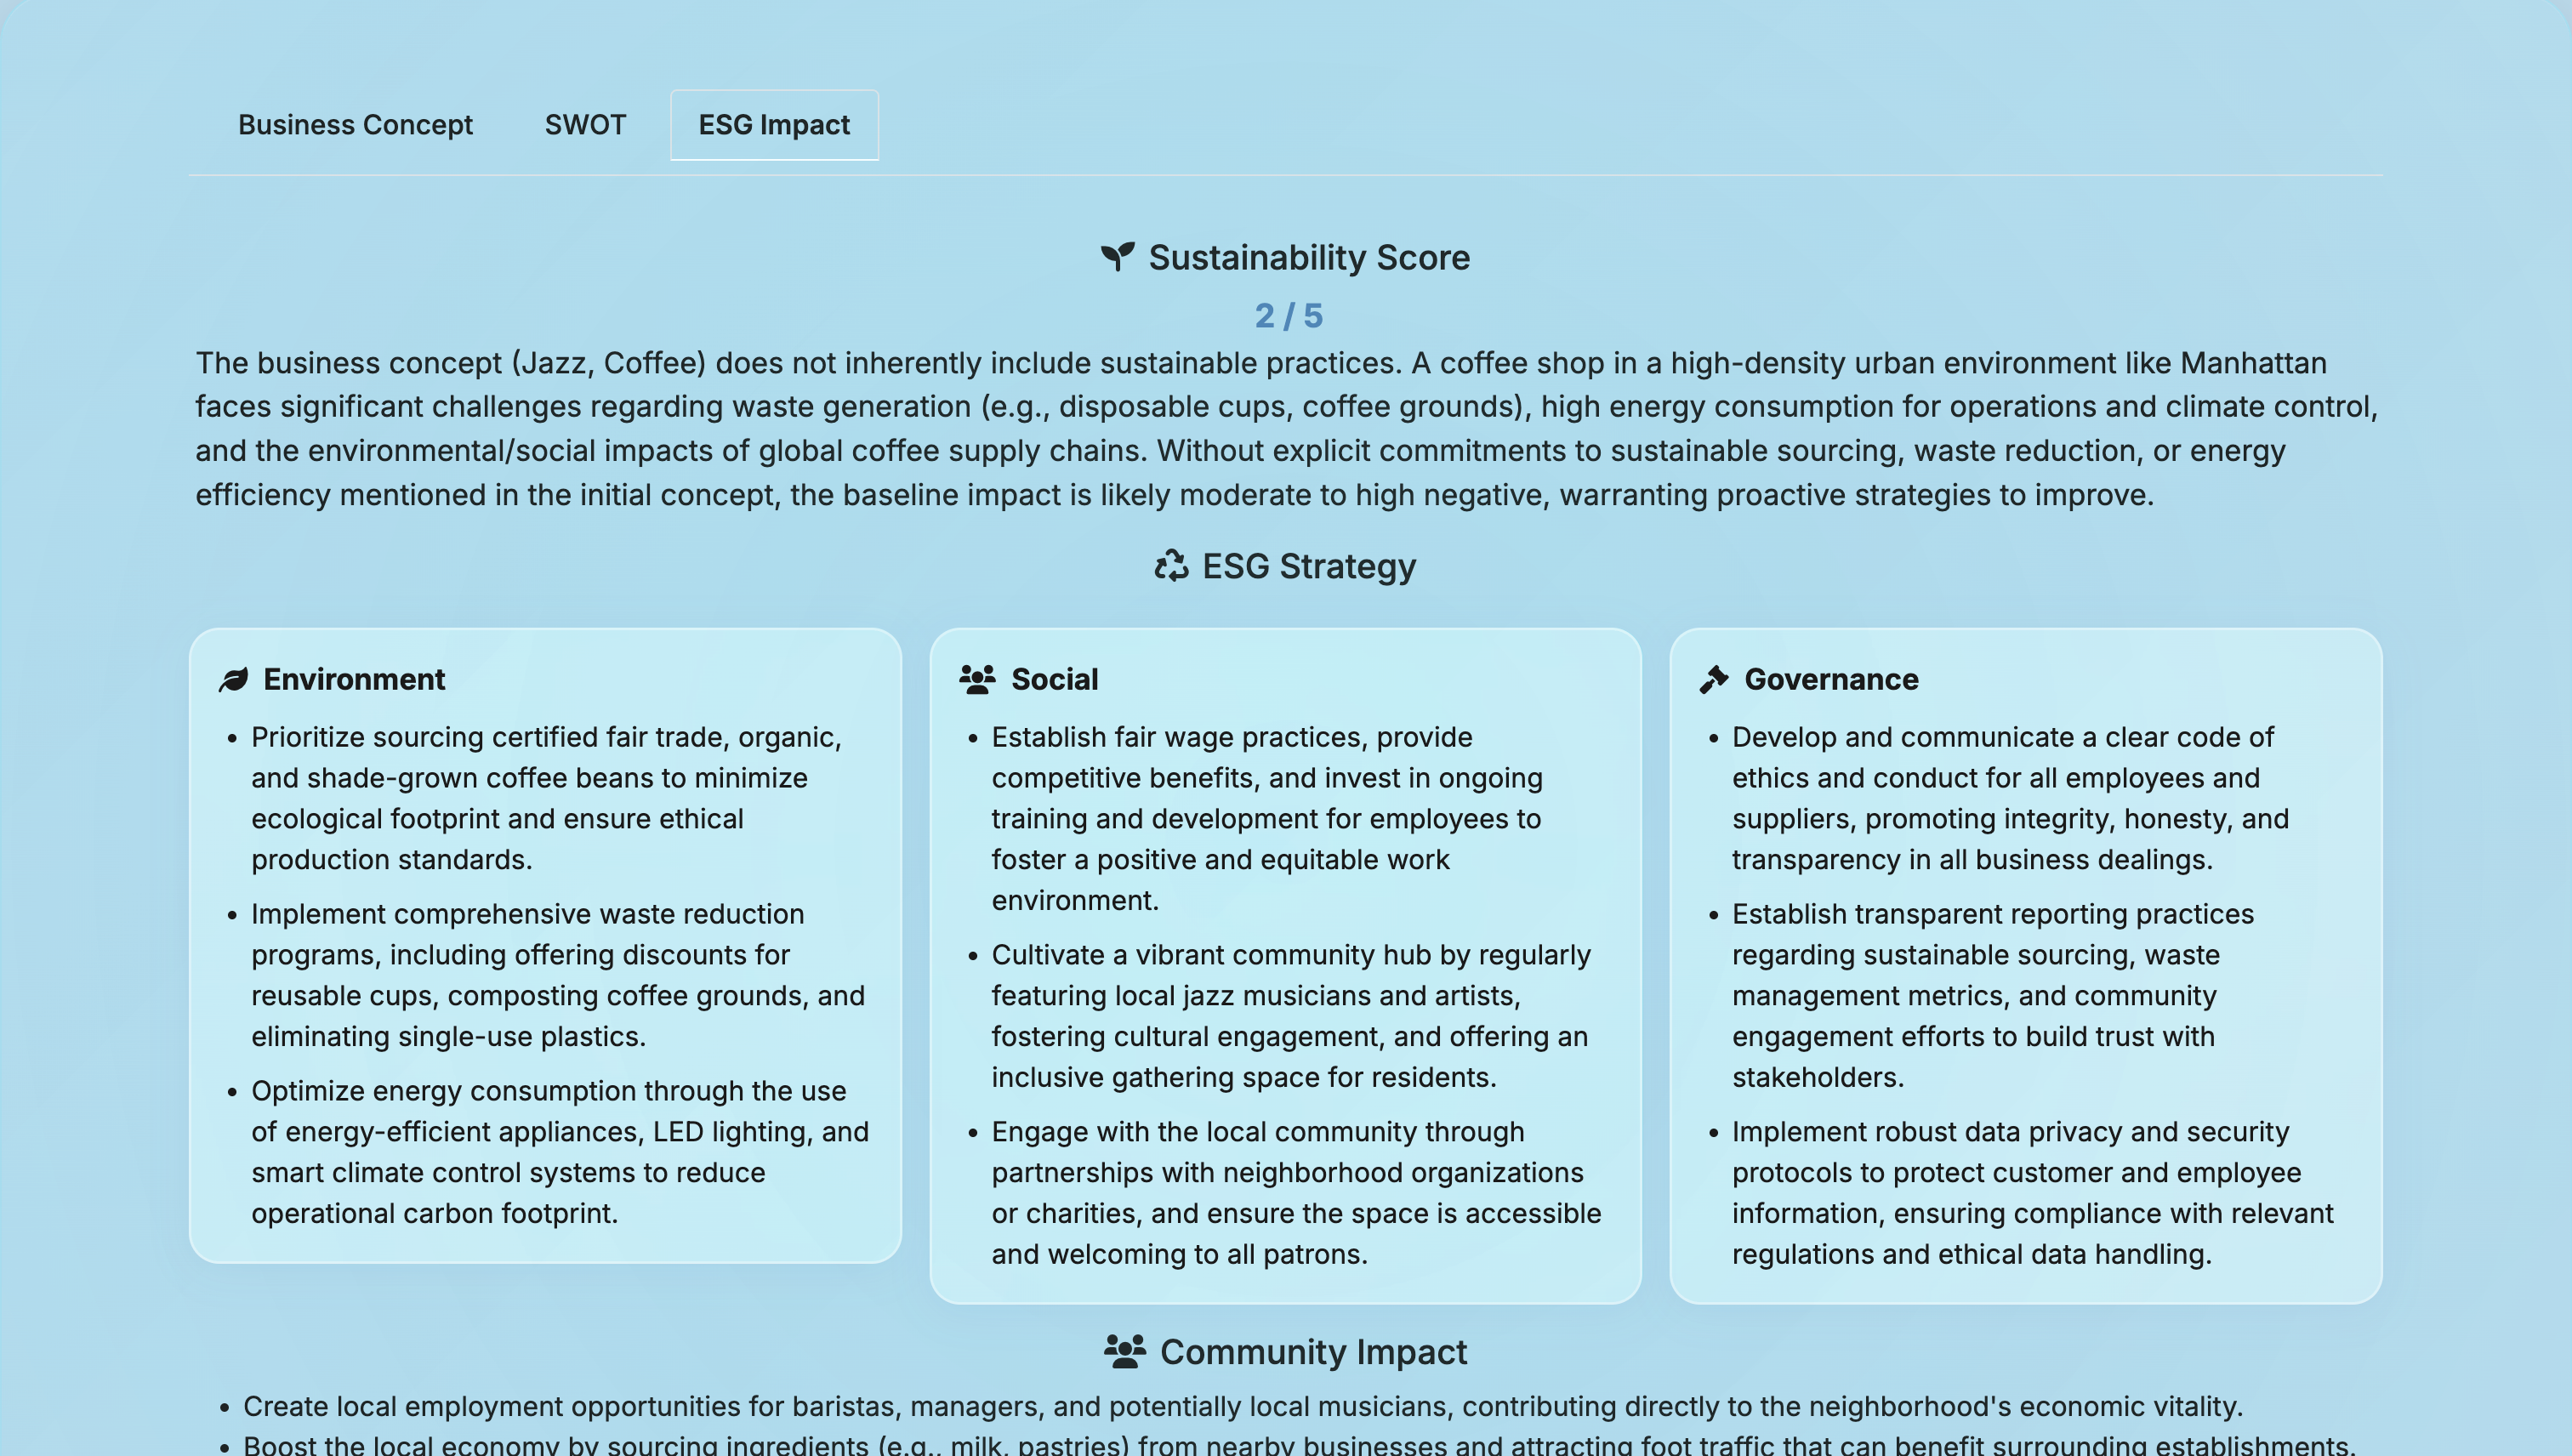 Business Concept SWOT ESG Impact
Sustainability Score
2 / 5
The business concept (Jazz, Coffee) does not inherently include sustainable practices. A coffee shop in a high-density urban environment like Manhattan
faces significant challenges regarding waste generation (e.g., disposable cups, coffee grounds), high energy consumption for operations and climate control,
and the environmental/social impacts of global coffee supply chains. Without explicit commitments to sustainable sourcing, waste reduction, or energy
efficiency mentioned in the initial concept, the baseline impact is likely moderate to high negative, warranting proactive strategies to improve.
ESG Strategy
Environment
• Prioritize sourcing certified fair trade, organic,
and shade-grown coffee beans to minimize
ecological footprint and ensure ethical
production standards.
• Implement comprehensive waste reduction
programs, including offering discounts for
reusable cups, composting coffee grounds, and
eliminating single-use plastics.
• Optimize energy consumption through the use
of energy-efficient appliances, LED lighting, and
smart climate control systems to reduce
operational carbon footprint.
Social
• Establish fair wage practices, provide
competitive benefits, and invest in ongoing
training and development for employees to
foster a positive and equitable work
environment.
• Cultivate a vibrant community hub by regularly
featuring local jazz musicians and artists,
fostering cultural engagement, and offering an
inclusive gathering space for residents.
• Engage with the local community through
partnerships with neighborhood organizations
or charities, and ensure the space is accessible
and welcoming to all patrons.
Governance
• Develop and communicate a clear code of
ethics and conduct for all employees and
suppliers, promoting integrity, honesty, and
transparency in all business dealings.
• Establish transparent reporting practices
regarding sustainable sourcing, waste
management metrics, and community
engagement efforts to build trust with
stakeholders.
• Implement robust data privacy and security
protocols to protect customer and employee
information, ensuring compliance with relevant
regulations and ethical data handling.
Community Impact
• Create local employment opportunities for baristas, managers, and potentially local musicians, contributing directly to the neighborhood's economic vitality.
• Boost the local economy by sourcing ingredients (e.g., milk, pastries) from nearby businesses and attracting foot traffic that can benefit surrounding establishments.